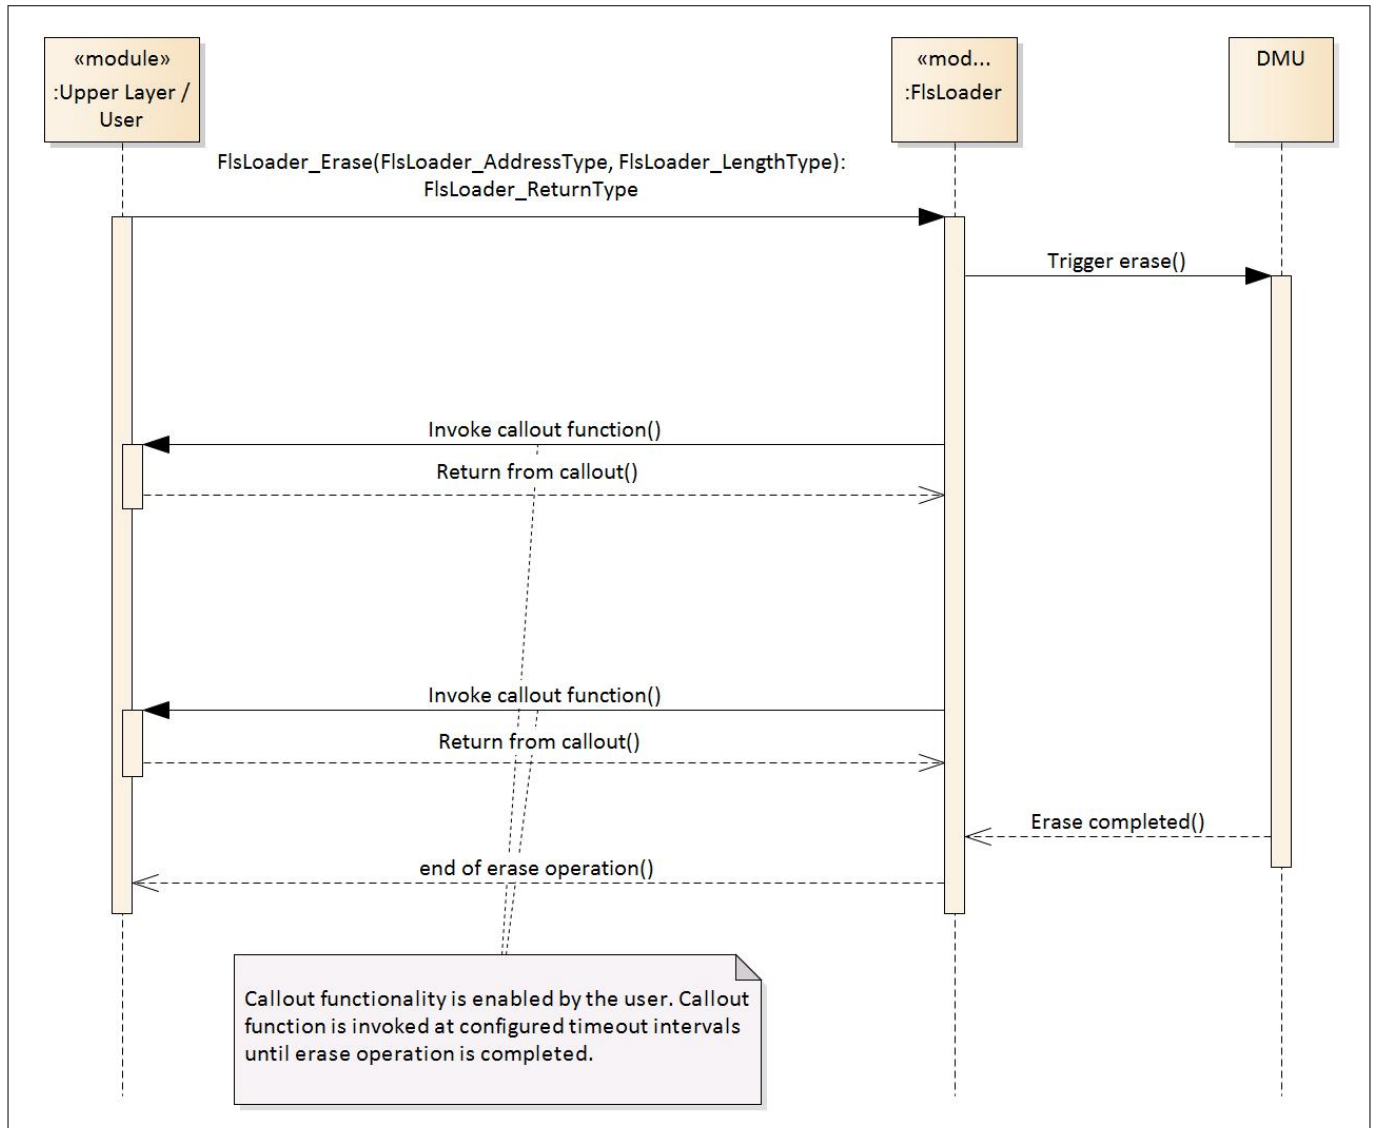 «module»
:Upper Layer /
User
«mod...
:FlsLoader
DMU
FlsLoader_Erase(FlsLoader_AddressType, FlsLoader_LengthType):
FlsLoader_ReturnType
Trigger erase()
Invoke callout function()
Return from callout()
Invoke callout function()
Return from callout()
Erase completed()
end of erase operation()
Callout functionality is enabled by the user. Callout
function is invoked at configured timeout intervals
until erase operation is completed.